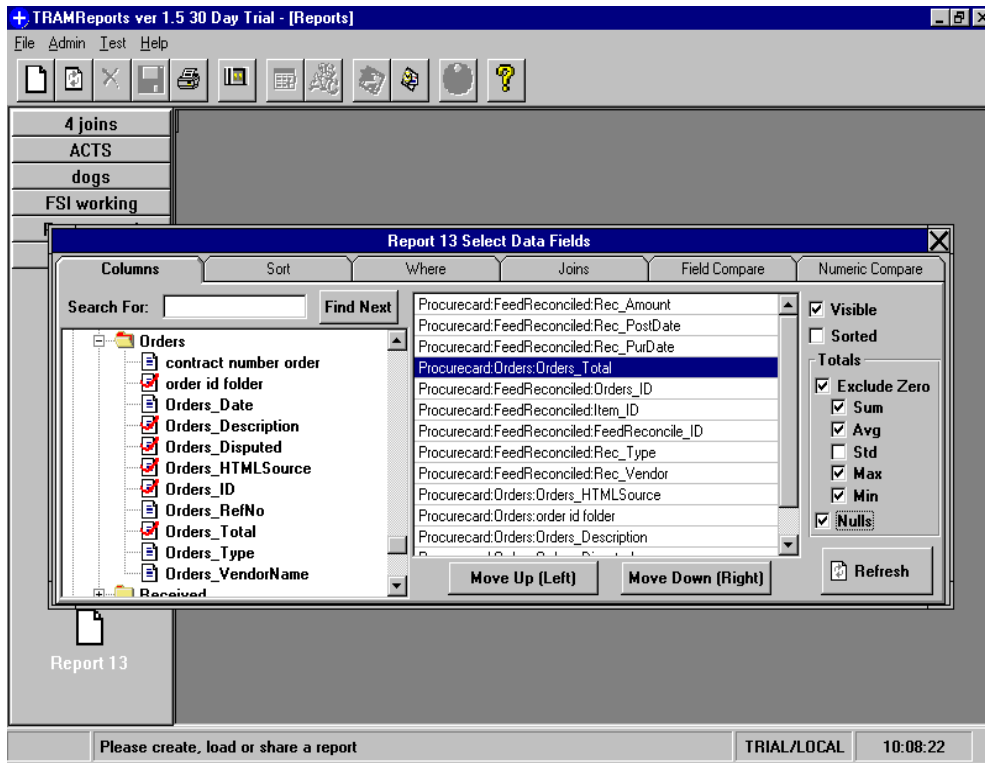 TRAMReports ver 1.5 30 Day Trial - [Reports]
File Admin Test Help
4 joins
ACTS
dogs
FSI working
Report 13 Select Data Fields
Columns Sort Where Joins Field Compare Numeric Compare
Search For: Find Next
Orders
contract number order
order id folder
Orders_Date
Orders_Description
Orders_Disputed
Orders_HTMLSource
Orders_ID
Orders_RefNo
Orders_Total
Orders_Type
Orders_VendorName
Received
Procurecard:FeedReconciled:Rec_Amount
Procurecard:FeedReconciled:Rec_PostDate
Procurecard:FeedReconciled:Rec_PurDate
Procurecard:Orders:Orders_Total
Procurecard:FeedReconciled:Orders_ID
Procurecard:FeedReconciled:Item_ID
Procurecard:FeedReconciled:FeedReconcile_ID
Procurecard:FeedReconciled:Rec_Type
Procurecard:FeedReconciled:Rec_Vendor
Procurecard:Orders:Orders_HTMLSource
Procurecard:Orders:order id folder
Procurecard:Orders:Orders_Description
Move Up (Left) Move Down (Right)
Visible
Sorted
Totals
Exclude Zero
Sum
Avg
Std
Max
Min
Nulls
Refresh
Report 13
Please create, load or share a report TRIAL/LOCAL 10:08:22